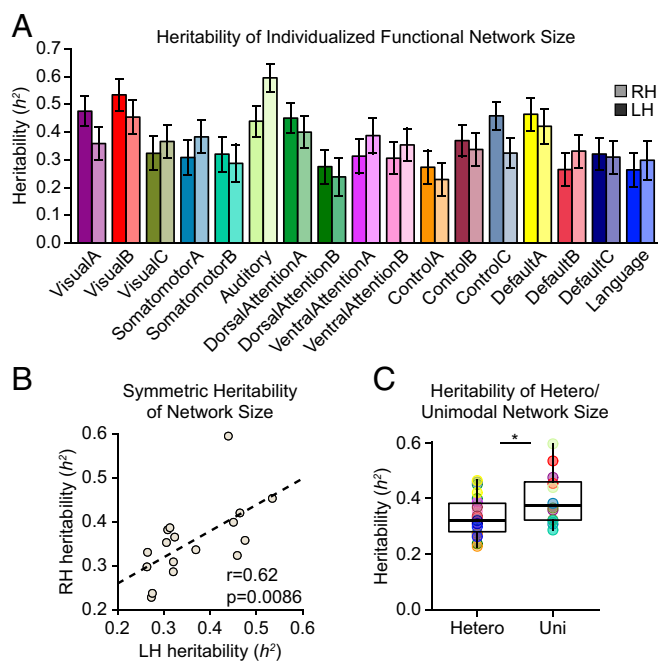 A
Heritability of Individualized Functional Network Size
Heritability (h²)
0.7
0.6
0.5
0.4
0.3
0.2
0.1
0.0
RH
LH
VisualA
VisualB
VisualC
SomatomotorA
SomatomotorB
Auditory
DorsalAttentionA
DorsalAttentionB
VentralAttentionA
VentralAttentionB
ControlA
ControlB
ControlC
DefaultA
DefaultB
DefaultC
Language
B
Symmetric Heritability
of Network Size
RH heritability (h²)
0.6
0.5
0.4
0.3
0.2
r=0.62
p=0.0086
0.2 0.3 0.4 0.5 0.6
LH heritability (h²)
C
Heritability of Hetero/
Unimodal Network Size
Heritability (h²)
0.6
0.4
0.2
0.0
*
Hetero Uni